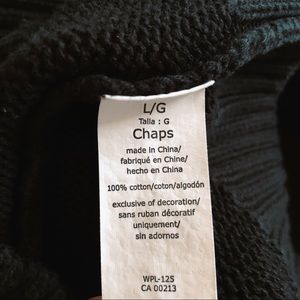 L/G
Talla : G
Chaps
made in China/
fabriqué en Chine/
hecho en China
100% cotton/coton/algodón
exclusive of decoration/
sans ruban décoratif
uniquement/
sin adornos
WPL-125
CA 00213